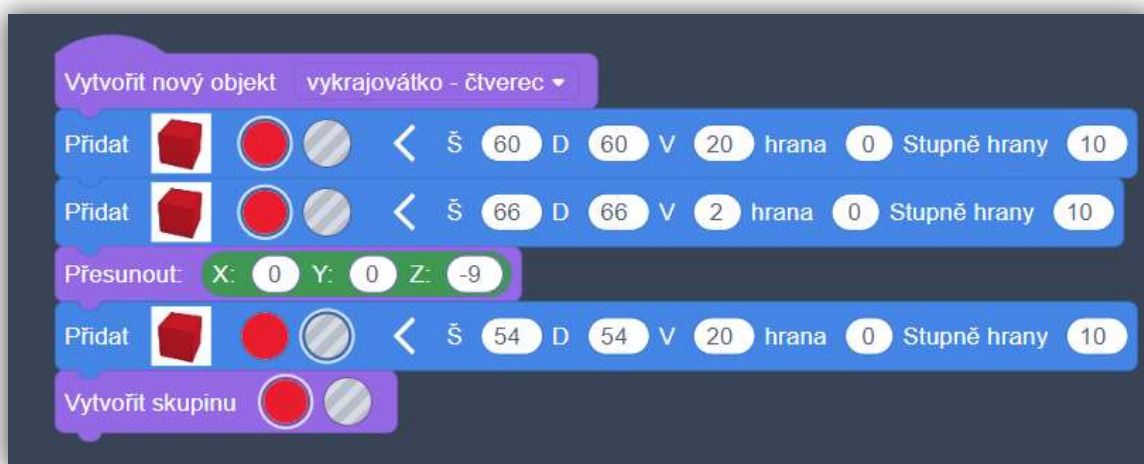 Vytvořit nový objekt vykrajovátko - čtverec
Přidat Š 60 D 60 V 20 hrana 0 Stupně hrany 10
Přidat Š 66 D 66 V 2 hrana 0 Stupně hrany 10
Přesunout: X: 0 Y: 0 Z: -9
Přidat Š 54 D 54 V 20 hrana 0 Stupně hrany 10
Vytvořit skupinu